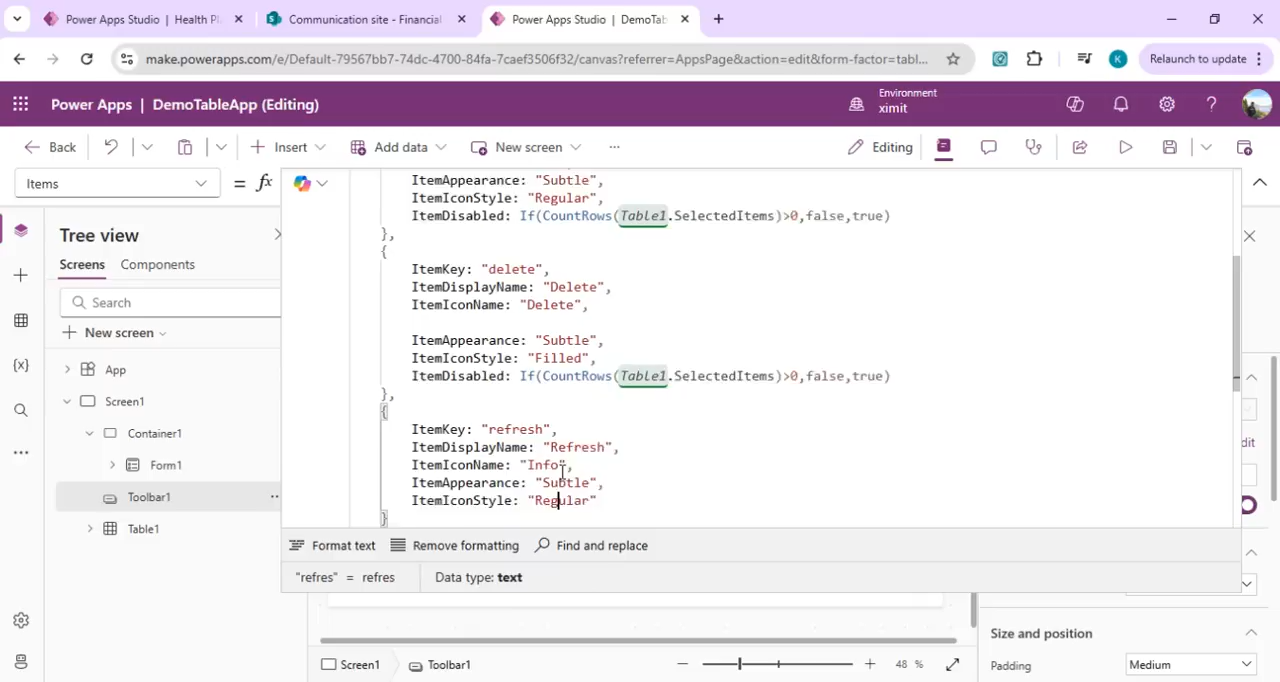 Power Apps Studio | Health Pl
Communication site - Financial
Power Apps Studio | DemoTab
make.powerapps.com/e/Default-79567bb7-74dc-4700-84fa-7caef3506f32/canvas?referrer=AppsPage&action=edit&form-factor=tabl...
K
Relaunch to update
Power Apps | DemoTableApp (Editing)
Environment
ximit
Back
Insert
Add data
New screen
...
Editing
Items
=
fx
ItemAppearance: "Subtle",
ItemIconStyle: "Regular",
ItemDisabled: If(CountRows(Table1.SelectedItems)>0,false,true)
},
{
ItemKey: "delete",
ItemDisplayName: "Delete",
ItemIconName: "Delete",
ItemAppearance: "Subtle",
ItemIconStyle: "Filled",
ItemDisabled: If(CountRows(Table1.SelectedItems)>0,false,true)
},
{
ItemKey: "refresh",
ItemDisplayName: "Refresh",
ItemIconName: "Info",
ItemAppearance: "Subtle",
ItemIconStyle: "Regular"
}
Format text
Remove formatting
Find and replace
"refres" = refres
Data type: text
Tree view
Screens
Components
Search
New screen
App
Screen1
Container1
Form1
Toolbar1
...
Table1
dit
Size and position
Padding
Medium
Screen1
Toolbar1
48 %